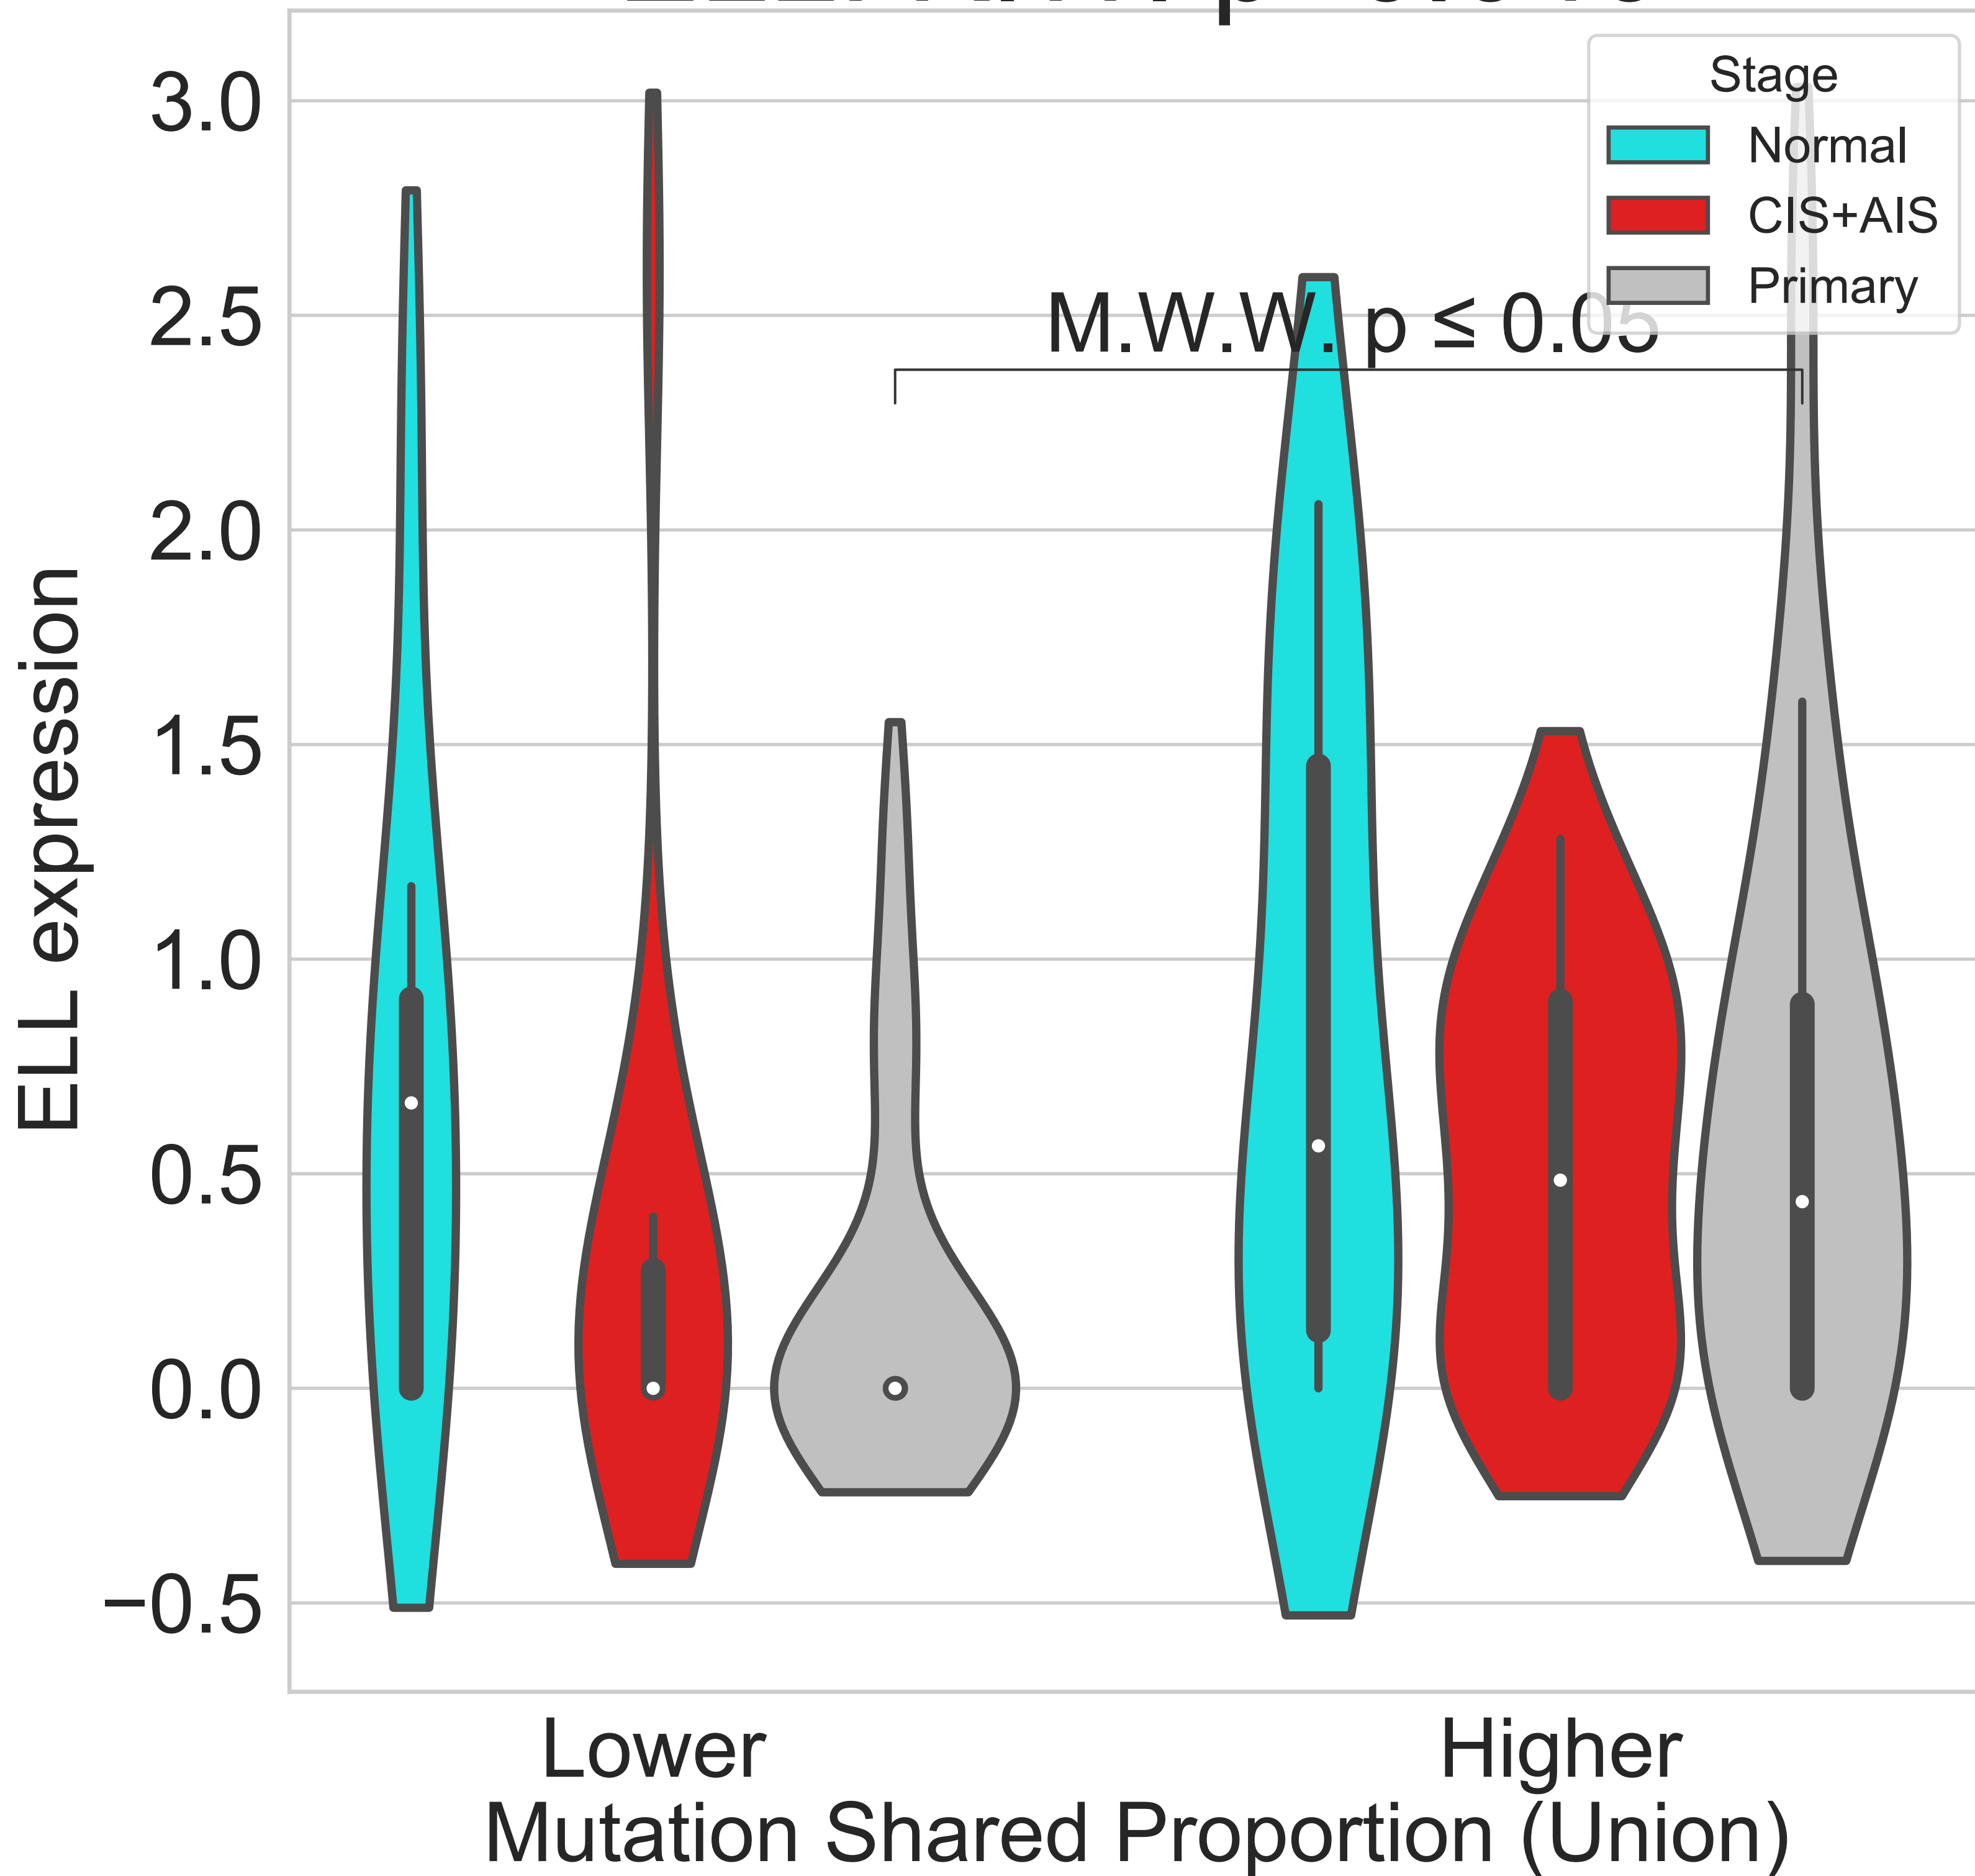 3.0
2.5
2.0
1.5
1.0
0.5
0.0
−0.5
ELL expression
Stage
Normal
CIS+AIS
Primary
M.W.W. p ≤ 0.05
Lower
Higher
Mutation Shared Proportion (Union)